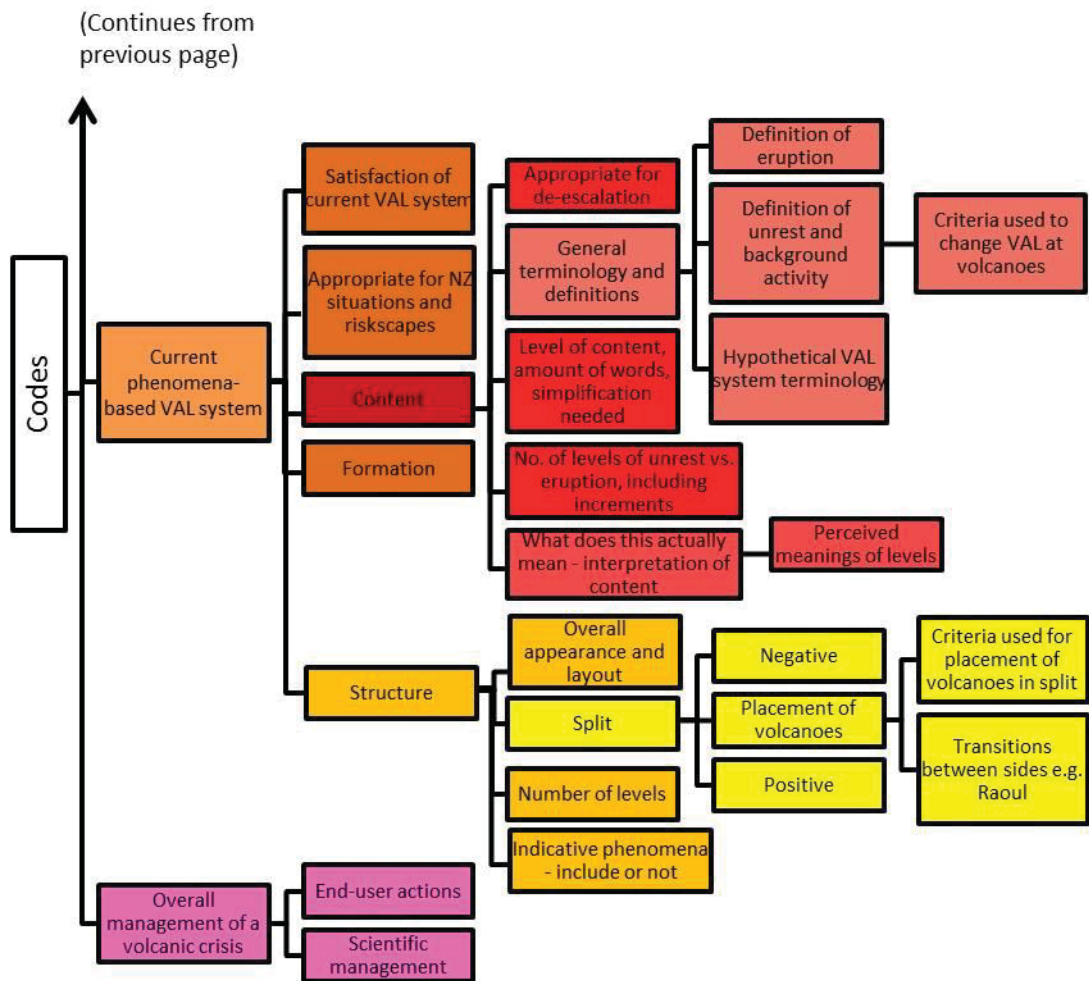 (Continues from
previous page)
Codes
Current
phenomena-
based VAL system
Satisfaction of
current VAL system
Appropriate for NZ
situations and
riskscapes
Content
Formation
Appropriate for
de-escalation
General
terminology and
definitions
Level of content,
amount of words,
simplification
needed
No. of levels of unrest vs.
eruption, including
increments
What does this actually
mean - interpretation of
content
Definition of
eruption
Definition of
unrest and
background
activity
Hypothetical VAL
system terminology
Criteria used to
change VAL at
volcanoes
Perceived
meanings of levels
Structure
Overall
appearance and
layout
Split
Number of levels
Indicative phenomena
- include or not
Negative
Placement of
volcanoes
Positive
Criteria used for
placement of
volcanoes in split
Transitions
between sides e.g.
Raoul
Overall
management of a
volcanic crisis
End-user actions
Scientific
management